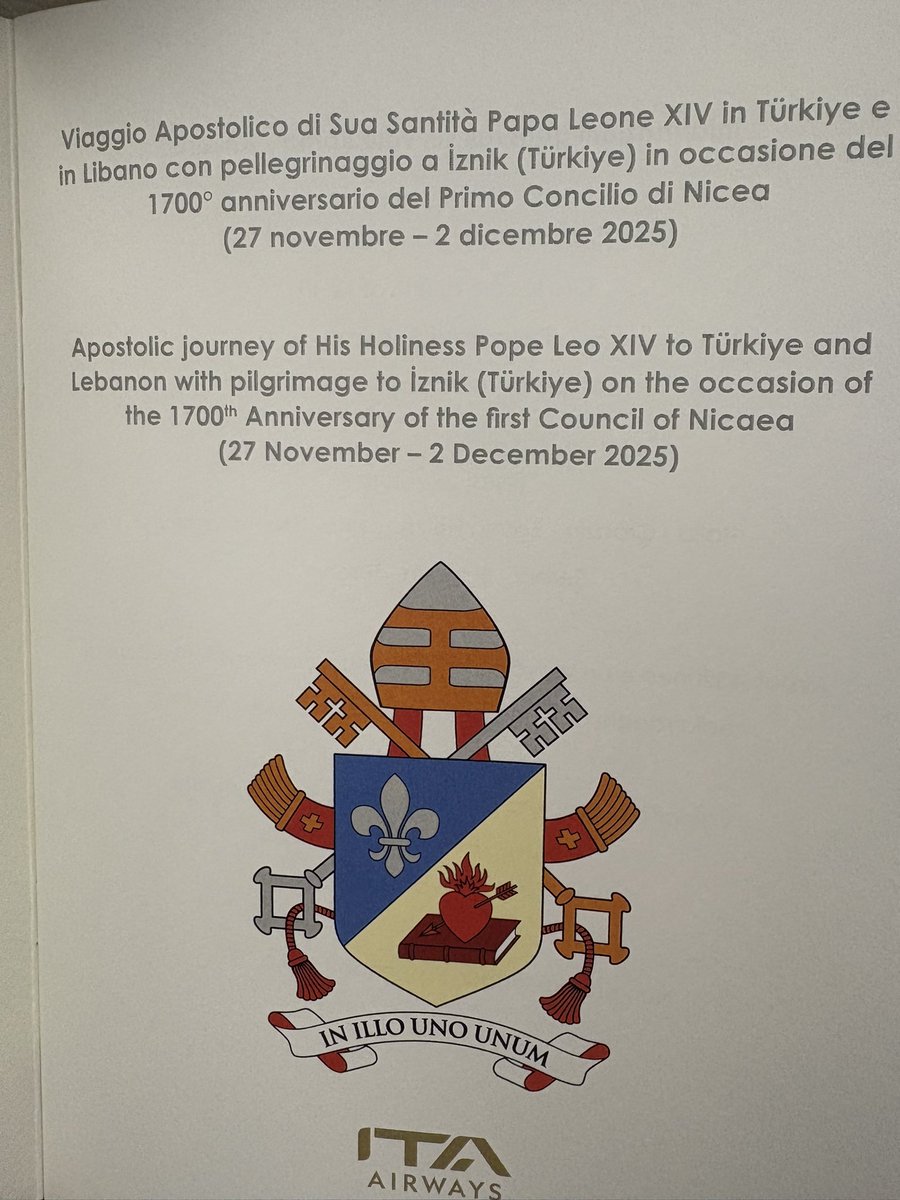 Viaggio Apostolico di Sua Santità Papa Leone XIV in Türkiye e
in Libano con pellegrinaggio a İznik (Türkiye) in occasione del
1700° anniversario del Primo Concilio di Nicea
(27 novembre – 2 dicembre 2025)
Apostolic journey of His Holiness Pope Leo XIV to Türkiye and
Lebanon with pilgrimage to İznik (Türkiye) on the occasion of
the 1700th Anniversary of the first Council of Nicaea
(27 November – 2 December 2025)
IN ILLO UNO UNUM
ITA
AIRWAYS